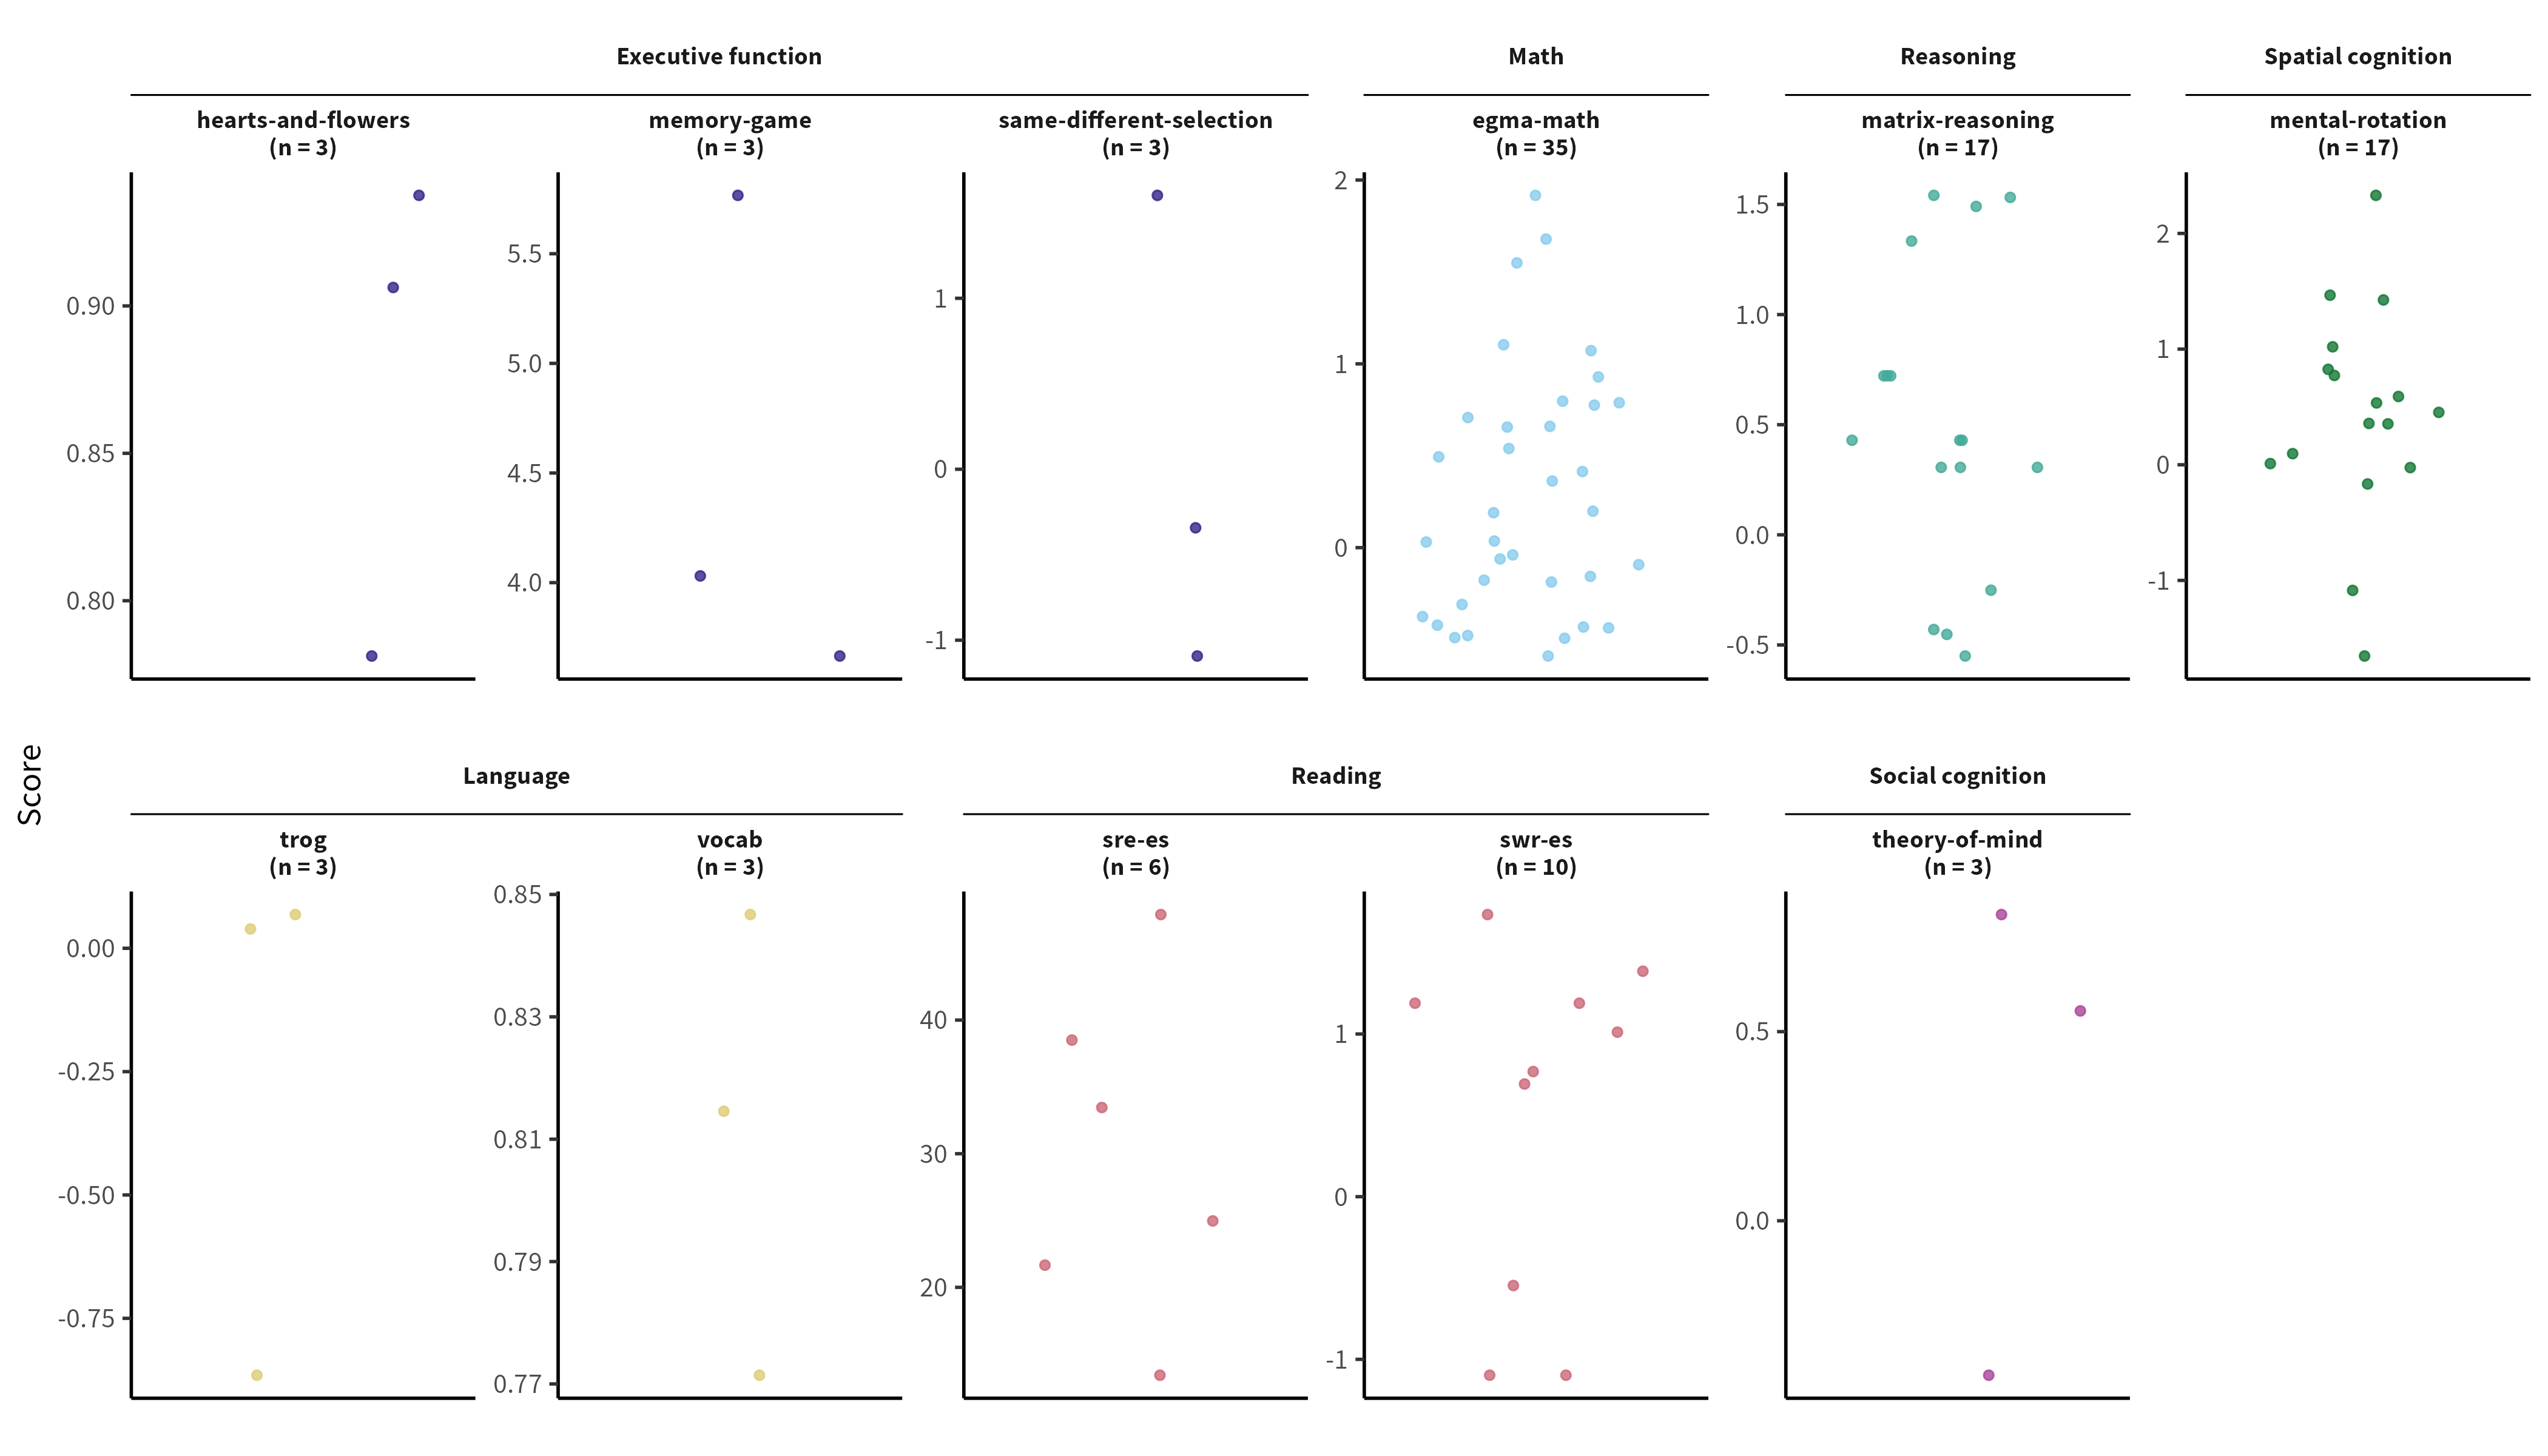 Executive function
Math
Reasoning
Spatial cognition
hearts-and-flowers
(n = 3)
memory-game
(n = 3)
same-different-selection
(n = 3)
egma-math
(n = 35)
matrix-reasoning
(n = 17)
mental-rotation
(n = 17)
0.90
0.85
0.80
5.5
5.0
4.5
4.0
1
0
-1
2
1
0
1.5
1.0
0.5
0.0
-0.5
2
1
0
-1
Score
Language
Reading
Social cognition
trog
(n = 3)
vocab
(n = 3)
sre-es
(n = 6)
swr-es
(n = 10)
theory-of-mind
(n = 3)
0.00
-0.25
-0.50
-0.75
0.85
0.83
0.81
0.79
0.77
40
30
20
1
0
-1
0.5
0.0